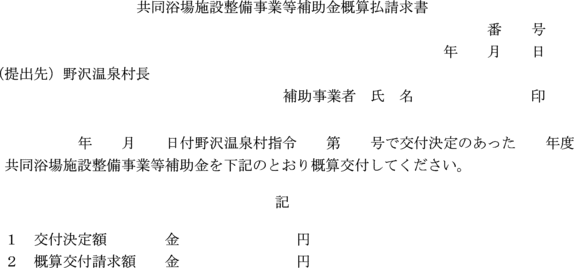 共同浴場施設整備事業等補助金概算払請求書
番　　号
年　　月　　日
(提出先) 野沢温泉村長
補助事業者　氏　名　　　　　　　　印
年　　月　　日付野沢温泉村指令　　第　　号で交付決定のあった　　年度
共同浴場施設整備事業等補助金を下記のとおり概算交付してください。
記
１　交付決定額　　　　金　　　　　　　　円
２　概算交付請求額　　金　　　　　　　　円